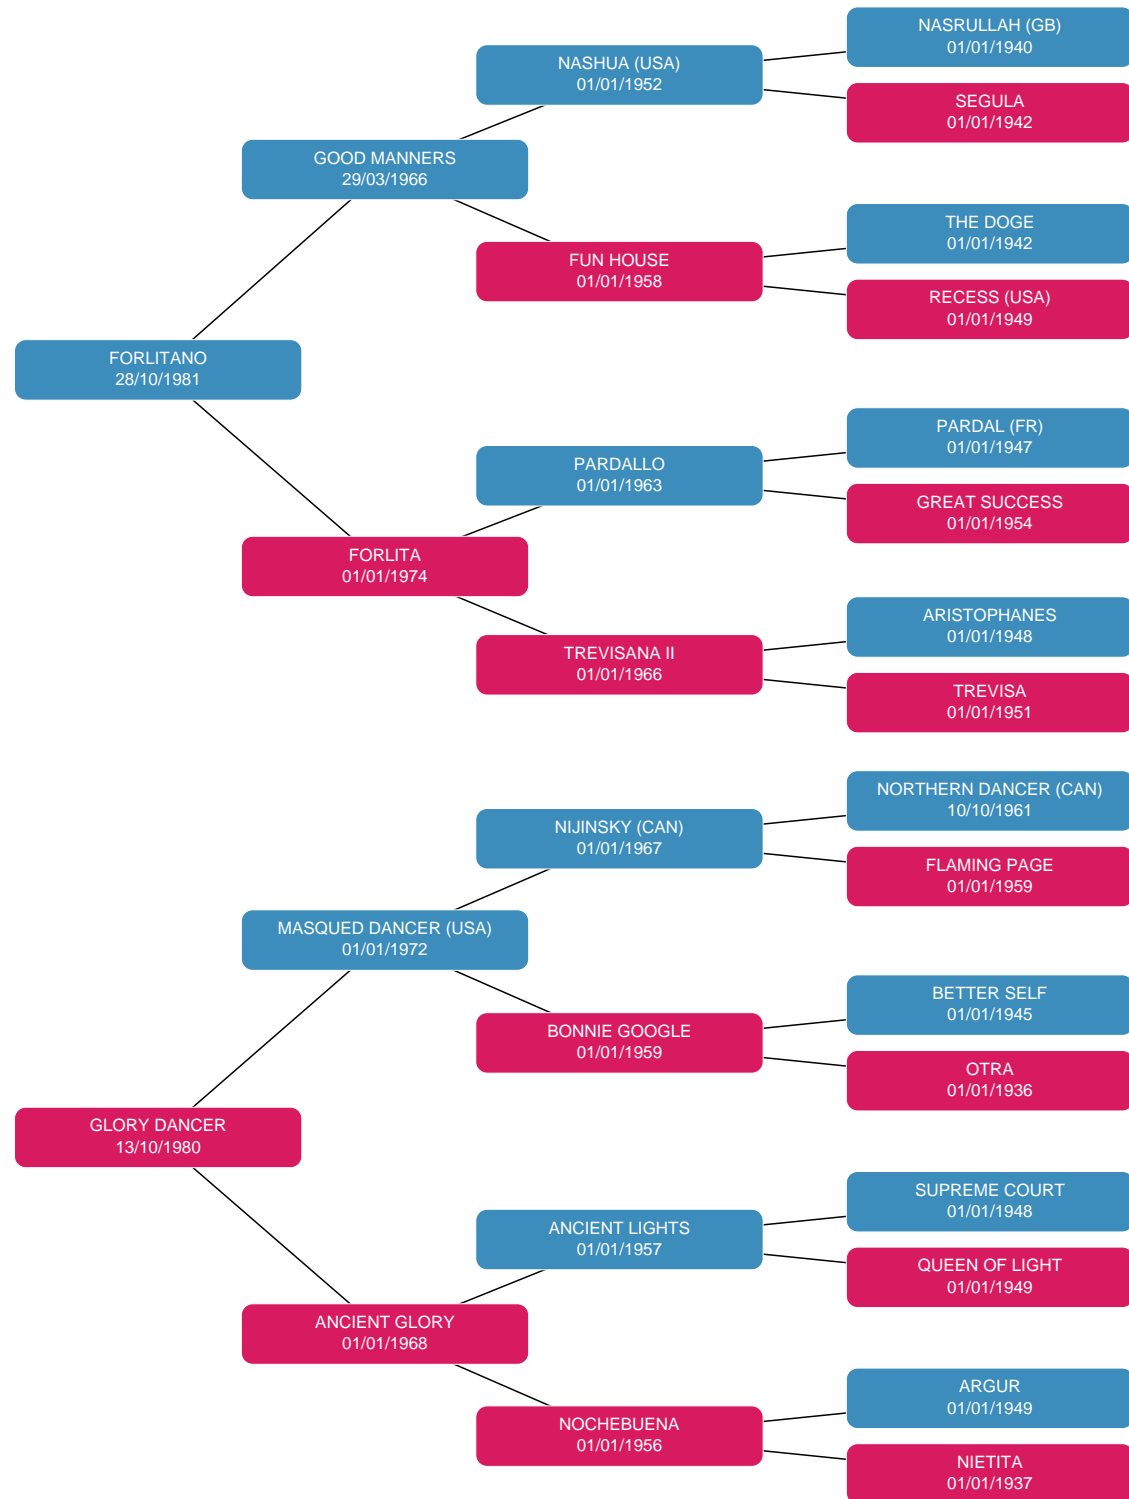 NASRULLAH (GB)
01/01/1940
NASHUA (USA)
01/01/1952
SEGULA
01/01/1942
GOOD MANNERS
29/03/1966
THE DOGE
01/01/1942
FUN HOUSE
01/01/1958
RECESS (USA)
01/01/1949
FORLITANO
28/10/1981
PARDAL (FR)
01/01/1947
PARDALLO
01/01/1963
GREAT SUCCESS
01/01/1954
FORLITA
01/01/1974
ARISTOPHANES
01/01/1948
TREVISANA II
01/01/1966
TREVISA
01/01/1951
NORTHERN DANCER (CAN)
10/10/1961
NIJINSKY (CAN)
01/01/1967
FLAMING PAGE
01/01/1959
MASQUED DANCER (USA)
01/01/1972
BETTER SELF
01/01/1945
BONNIE GOOGLE
01/01/1959
OTRA
01/01/1936
GLORY DANCER
13/10/1980
SUPREME COURT
01/01/1948
ANCIENT LIGHTS
01/01/1957
QUEEN OF LIGHT
01/01/1949
ANCIENT GLORY
01/01/1968
ARGUR
01/01/1949
NOCHEBUENA
01/01/1956
NIETITA
01/01/1937